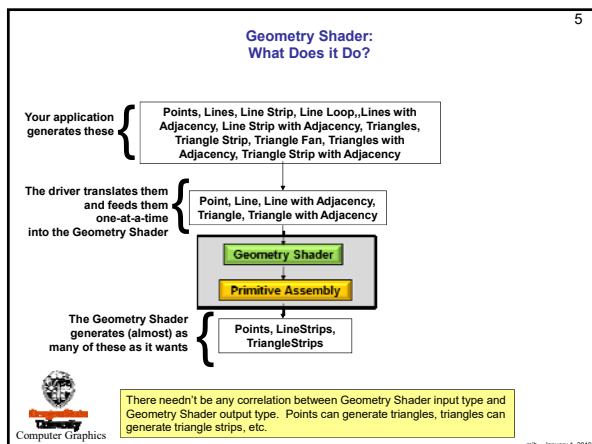 5
Geometry Shader:
What Does it Do?
Your application
generates these
Points, Lines, Line Strip, Line Loop,,Lines with
Adjacency, Line Strip with Adjacency, Triangles,
Triangle Strip, Triangle Fan, Triangles with
Adjacency, Triangle Strip with Adjacency
The driver translates them
and feeds them
one-at-a-time
into the Geometry Shader
Point, Line, Line with Adjacency,
Triangle, Triangle with Adjacency
Geometry Shader
Primitive Assembly
The Geometry Shader
generates (almost) as
many of these as it wants
Points, LineStrips,
TriangleStrips
There needn't be any correlation between Geometry Shader input type and
Geometry Shader output type. Points can generate triangles, triangles can
generate triangle strips, etc.
Oregon State
University
Computer Graphics